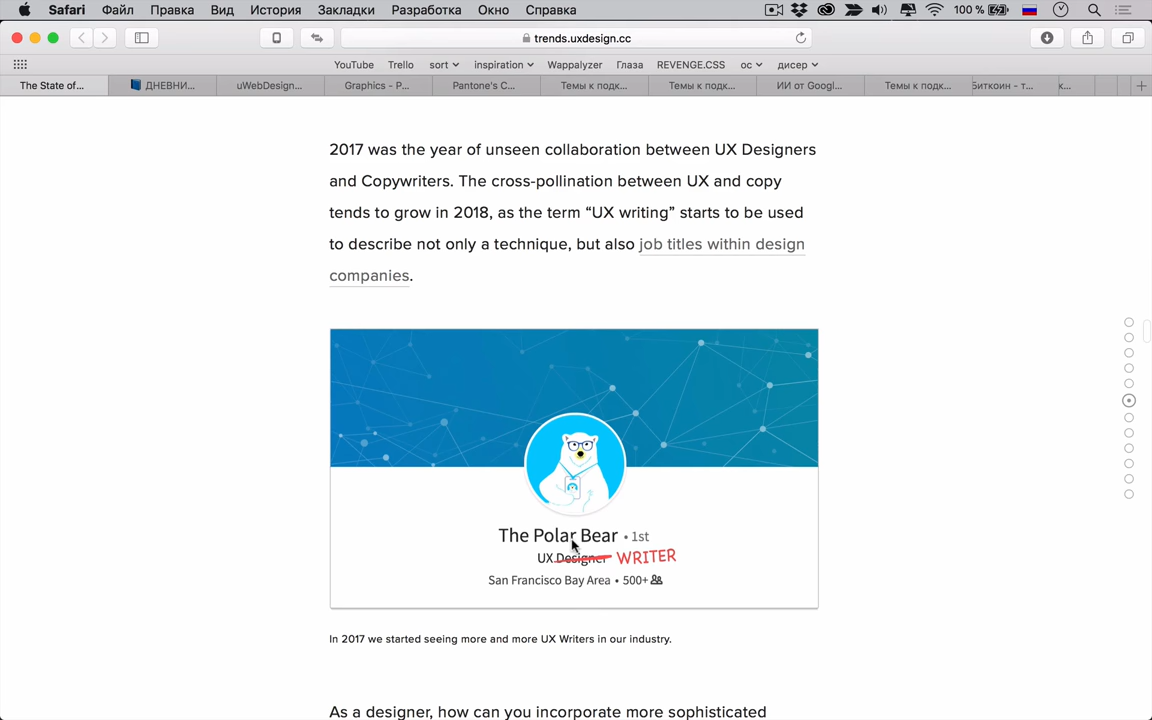 Safari Файл Правка Вид История Закладки Разработка Окно Справка 100 %
trends.uxdesign.cc
YouTube Trello sort inspiration Wappalyzer Глаза REVENGE.CSS ос дисер
The State of... ДНЕВНИ... uWebDesign... Graphics - P... Pantone's C... Темы к подк... Темы к подк... ИИ от Googl... Темы к подк... Биткоин - т... к...
2017 was the year of unseen collaboration between UX Designers
and Copywriters. The cross-pollination between UX and copy
tends to grow in 2018, as the term “UX writing” starts to be used
to describe not only a technique, but also job titles within design
companies.
The Polar Bear • 1st
UX Designer WRITER
San Francisco Bay Area • 500+
In 2017 we started seeing more and more UX Writers in our industry.
As a designer, how can you incorporate more sophisticated